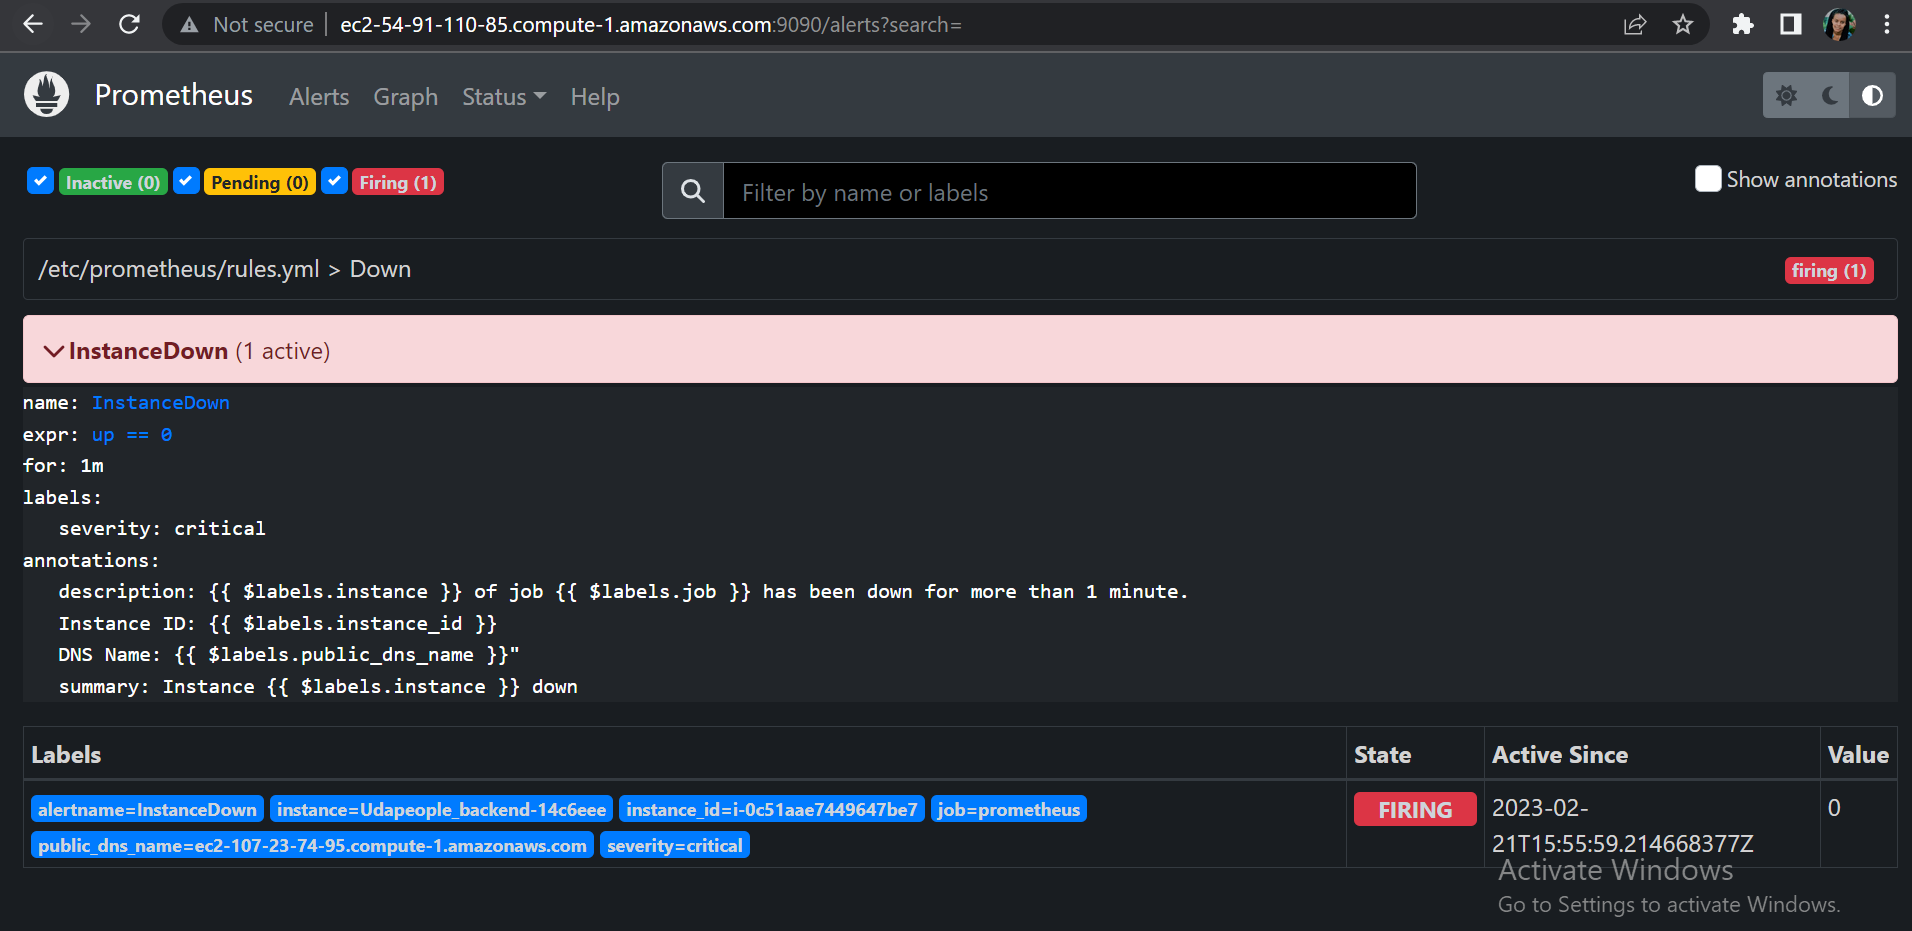 Not secure | ec2-54-91-110-85.compute-1.amazonaws.com:9090/alerts?search=
Prometheus Alerts Graph Status Help
Inactive (0) Pending (0) Firing (1) Filter by name or labels Show annotations
/etc/prometheus/rules.yml > Down firing (1)
InstanceDown (1 active)
name: InstanceDown
expr: up == 0
for: 1m
labels:
severity: critical
annotations:
description: {{ $labels.instance }} of job {{ $labels.job }} has been down for more than 1 minute.
Instance ID: {{ $labels.instance_id }}
DNS Name: {{ $labels.public_dns_name }}"
summary: Instance {{ $labels.instance }} down
Labels State Active Since Value
alertname=InstanceDown instance=Udapeople_backend-14c6eee instance_id=i-0c51aae7449647be7 job=prometheus FIRING 2023-02- 0
public_dns_name=ec2-107-23-74-95.compute-1.amazonaws.com severity=critical 21T15:55:59.214668377Z
Activate Windows
Go to Settings to activate Windows.